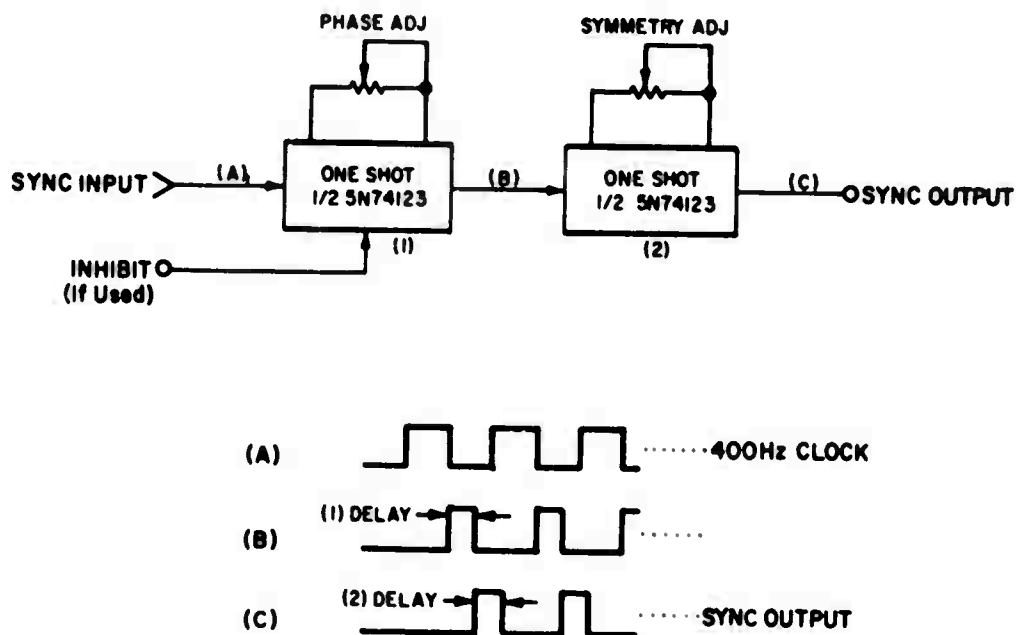 PHASE ADJ
SYMMETRY ADJ
SYNC INPUT
(A)
ONE SHOT
1/2 SN74123
(1)
(B)
ONE SHOT
1/2 SN74123
(2)
(C)
SYNC OUTPUT
INHIBIT
(If Used)
(A)
400Hz CLOCK
(1) DELAY
(B)
(2) DELAY
(C)
SYNC OUTPUT